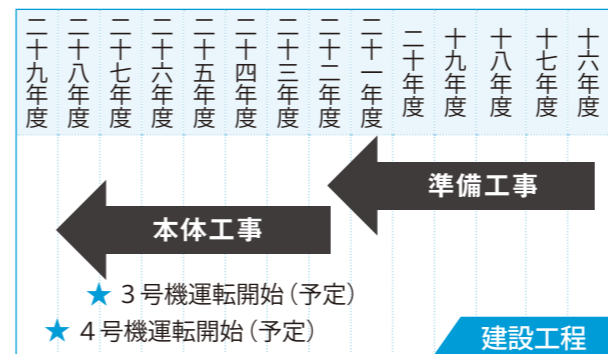 十六年度
十七年度
十八年度
十九年度
二十年度
二十一年度
二十二年度
二十三年度
二十四年度
二十五年度
二十六年度
二十七年度
二十八年度
二十九年度
準備工事
本体工事
★ 3号機運転開始(予定)
★ 4号機運転開始(予定)
建設工程